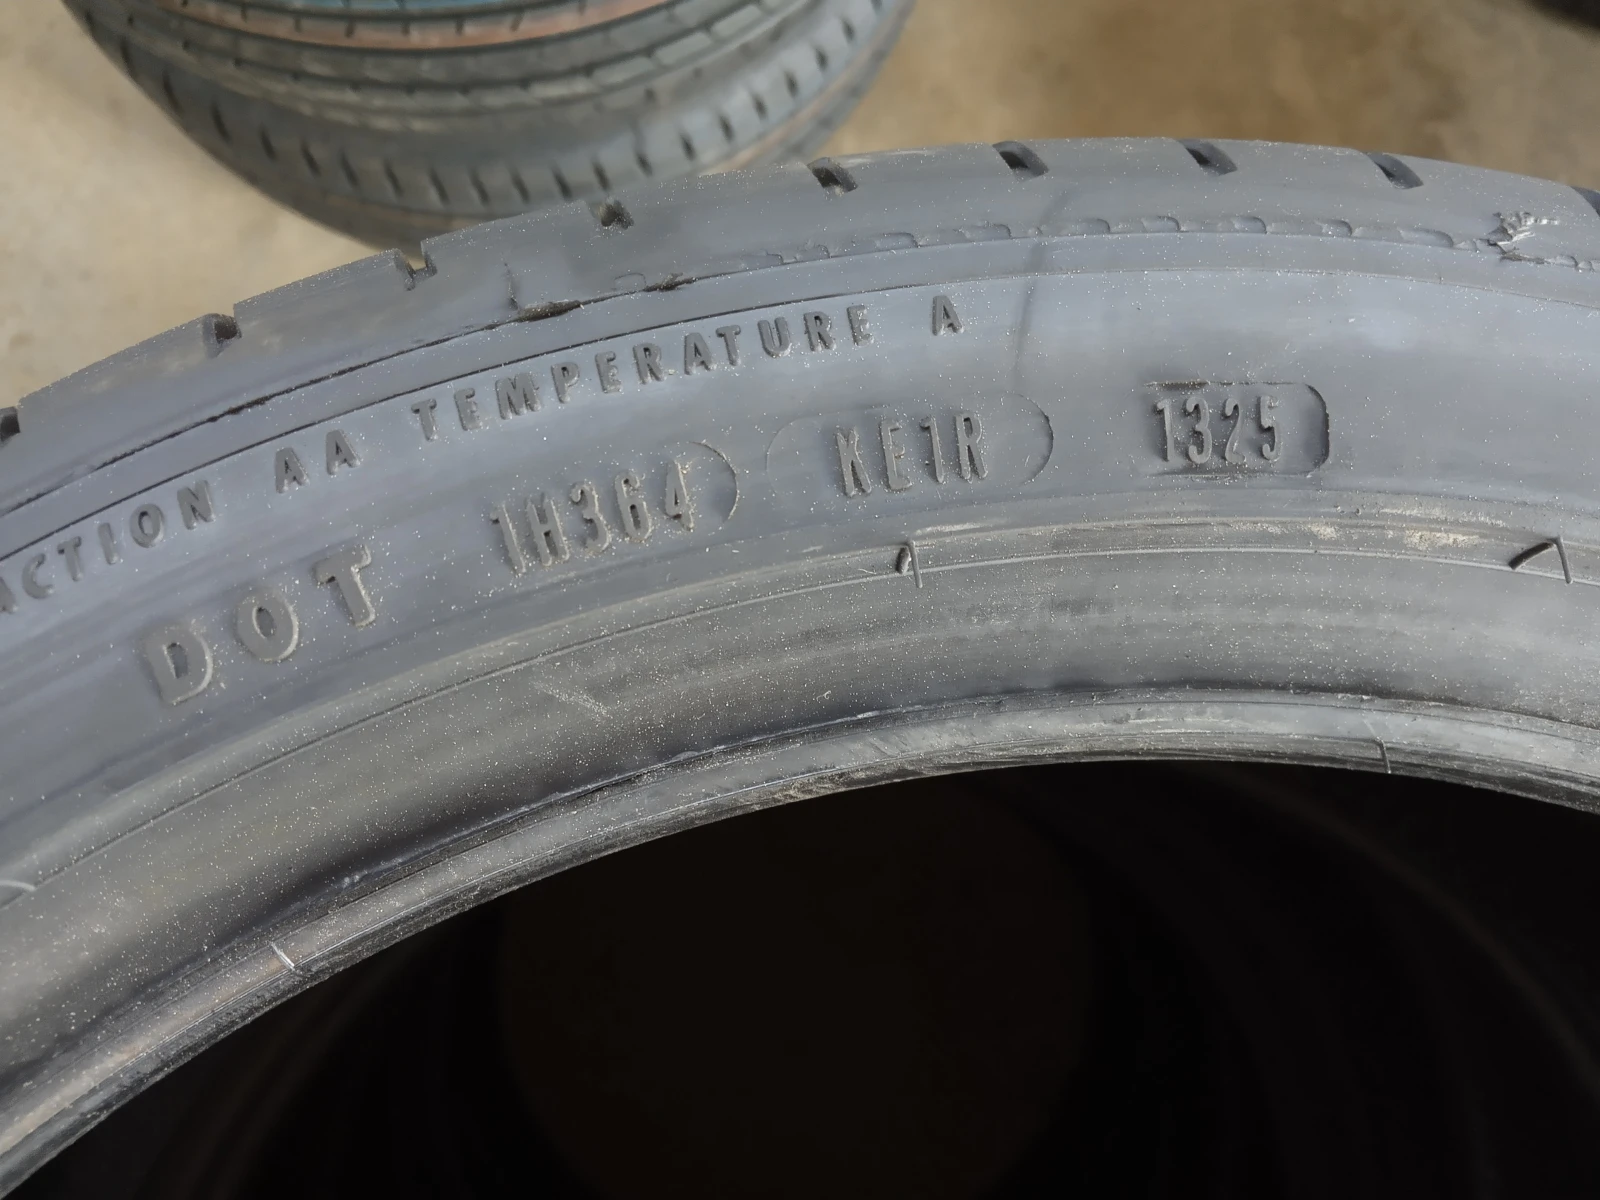 ACTION AA TEMPERATURE A
DOT 1H364 KE1R 1325